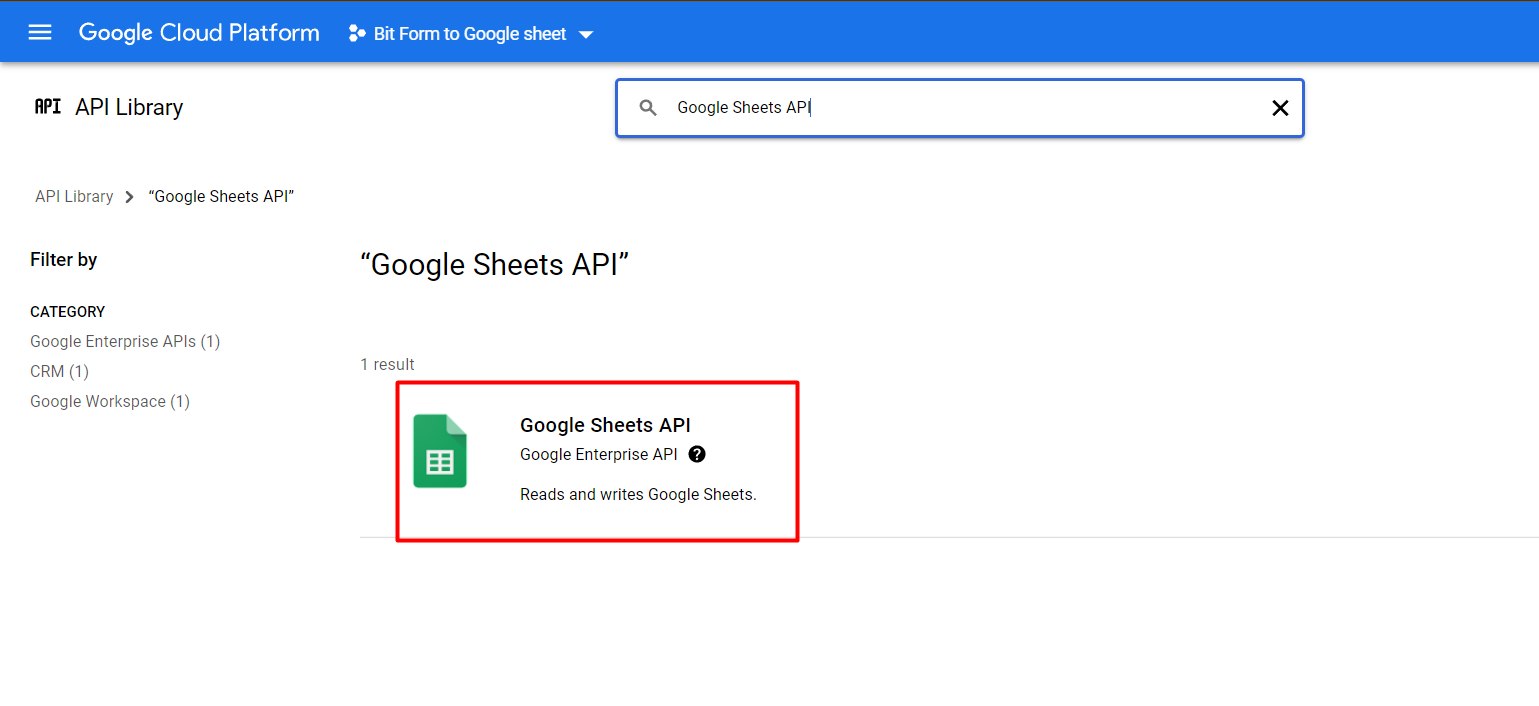 Google Cloud Platform
Bit Form to Google sheet
API API Library
Google Sheets API
API Library
“Google Sheets API”
Filter by
“Google Sheets API”
CATEGORY
Google Enterprise APIs (1)
CRM (1)
Google Workspace (1)
1 result
Google Sheets API
Google Enterprise API ?
Reads and writes Google Sheets.